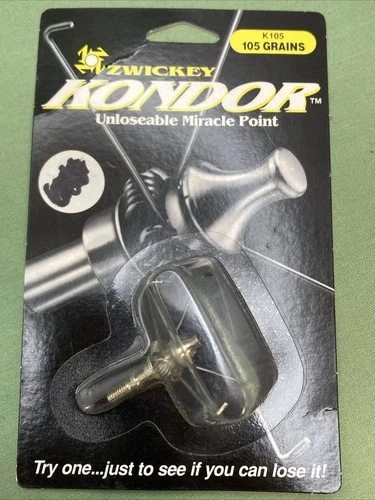 K105
105 GRAINS
ZWICKEY
KONDOR™
Unloseable Miracle Point
Try one...just to see if you can lose it!